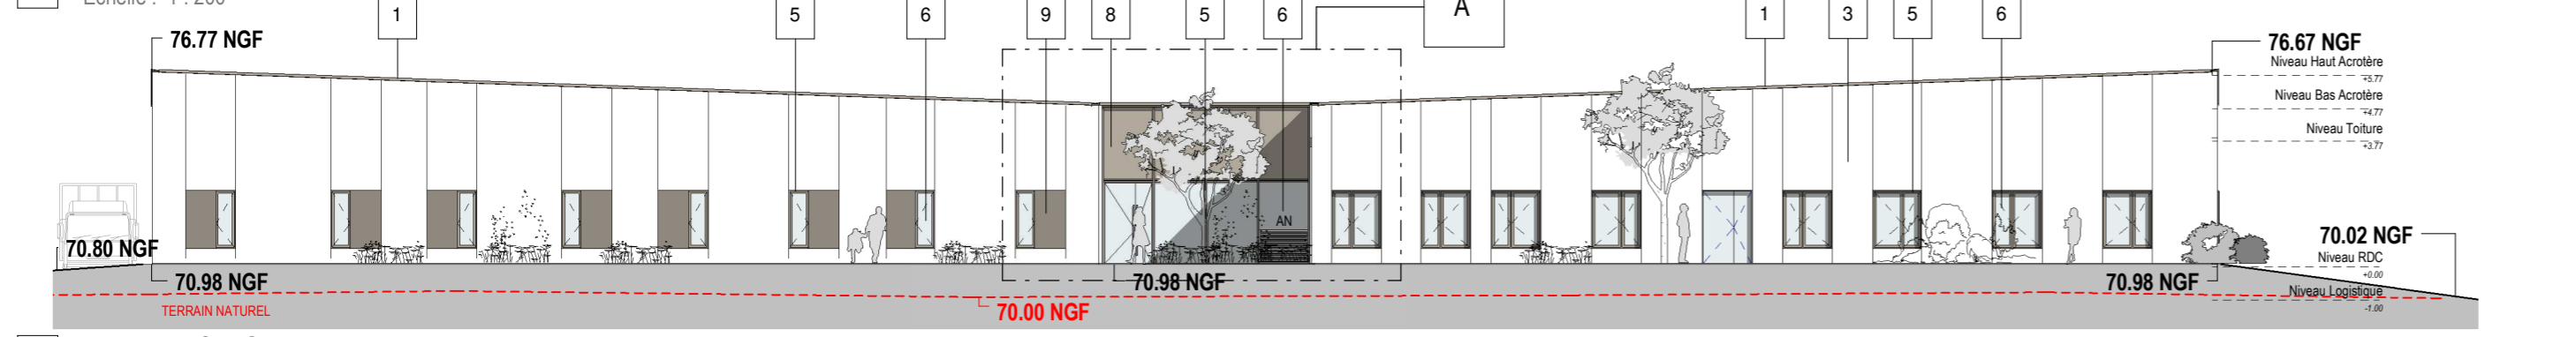 Echelle : 1 : 200
1
5
6
9
8
5
6
A
1
3
5
6
76.77 NGF
76.67 NGF
Niveau Haut Acrotère
+5.77
Niveau Bas Acrotère
+4.77
Niveau Toiture
+3.77
AN
70.80 NGF
70.02 NGF
Niveau RDC
+0.00
70.98 NGF
70.98 NGF
70.98 NGF
Niveau Logistique
-1.00
TERRAIN NATUREL
70.00 NGF